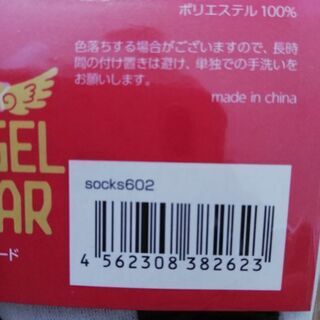 ポリエステル 100%
色落ちする場合がございますので、長時
間の付け置きは避け、単独での手洗いを
お願いします。
made in china
GEL
AR
ード
socks602
4 562308 382623